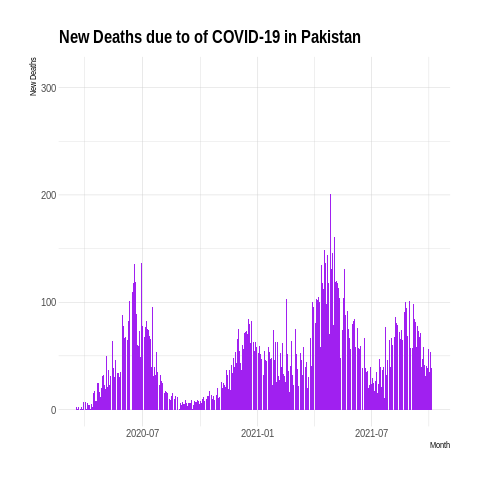 New Deaths due to of COVID-19 in Pakistan
New Deaths
300
200
100
0
2020-07
2021-01
2021-07
Month